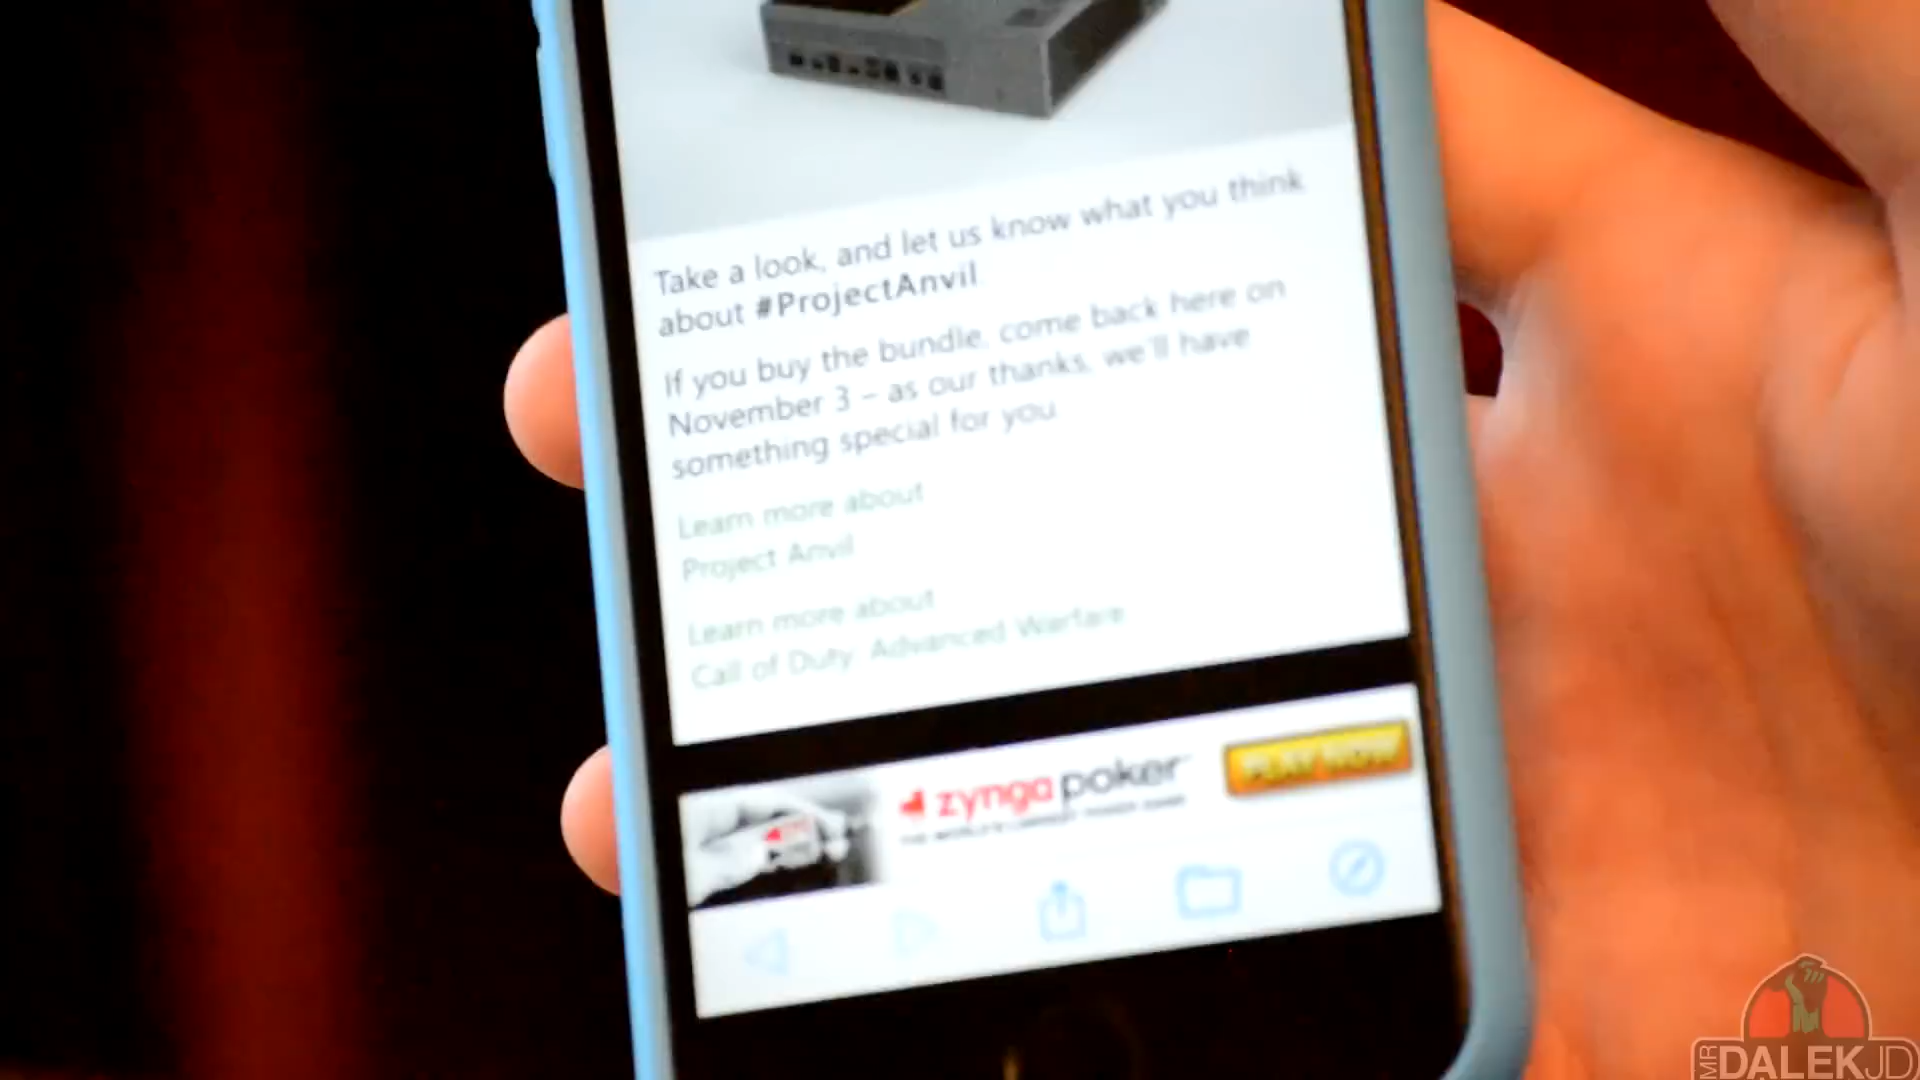 Take a look, and let us know what you think
about #ProjectAnvil
If you buy the bundle, come back here on
November 3 – as our thanks, we'll have
something special for you
Learn more about
Project Anvil
Learn more about
Call of Duty: Advanced Warfare
zynga poker
PLAY NOW
MR DALEKJD